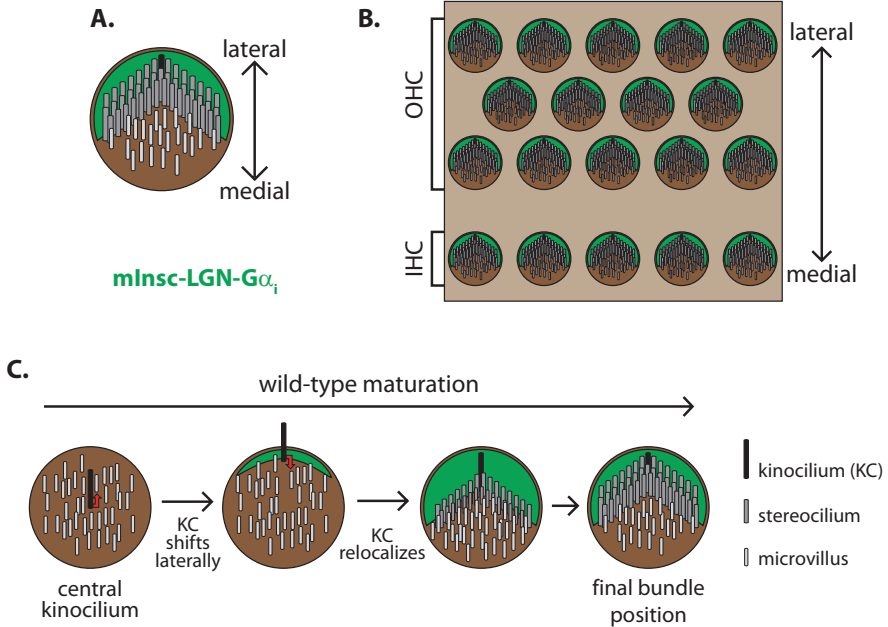 A.
lateral
medial
mInsc-LGN-Gαi
B.
OHC
IHC
lateral
medial
C.
wild-type maturation
KC
shifts
laterally
KC
relocalizes
central
kinocilium
final bundle
position
kinocilium (KC)
stereocilium
microvillus